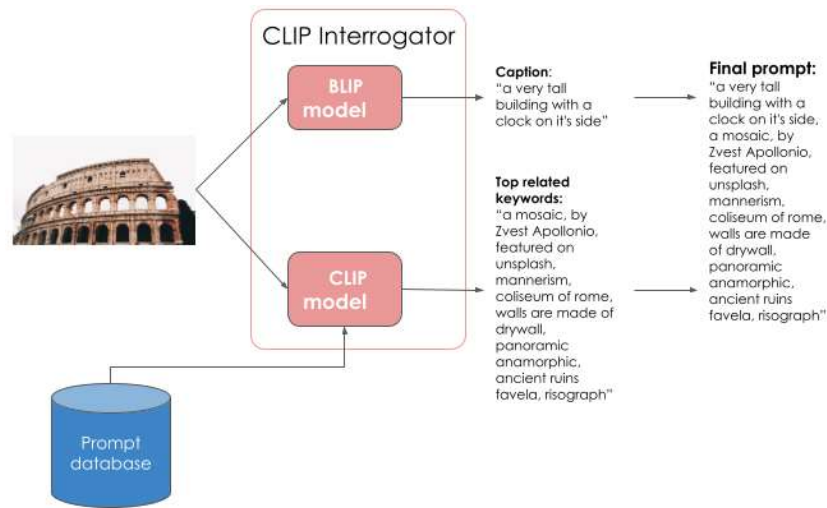 CLIP Interrogator
BLIP
model
Caption:
“a very tall
building with a
clock on it's side”
Final prompt:
“a very tall
building with a
clock on it's side,
a mosaic, by
Zvest Apollonio,
featured on
unsplash,
mannerism,
coliseum of rome,
walls are made
of drywall,
panoramic
anamorphic,
ancient ruins
favela, risograph”
CLIP
model
Top related
keywords:
“a mosaic, by
Zvest Apollonio,
featured on
unsplash,
mannerism,
coliseum of rome,
walls are made of
drywall,
panoramic
anamorphic,
ancient ruins
favela, risograph”
Prompt
database